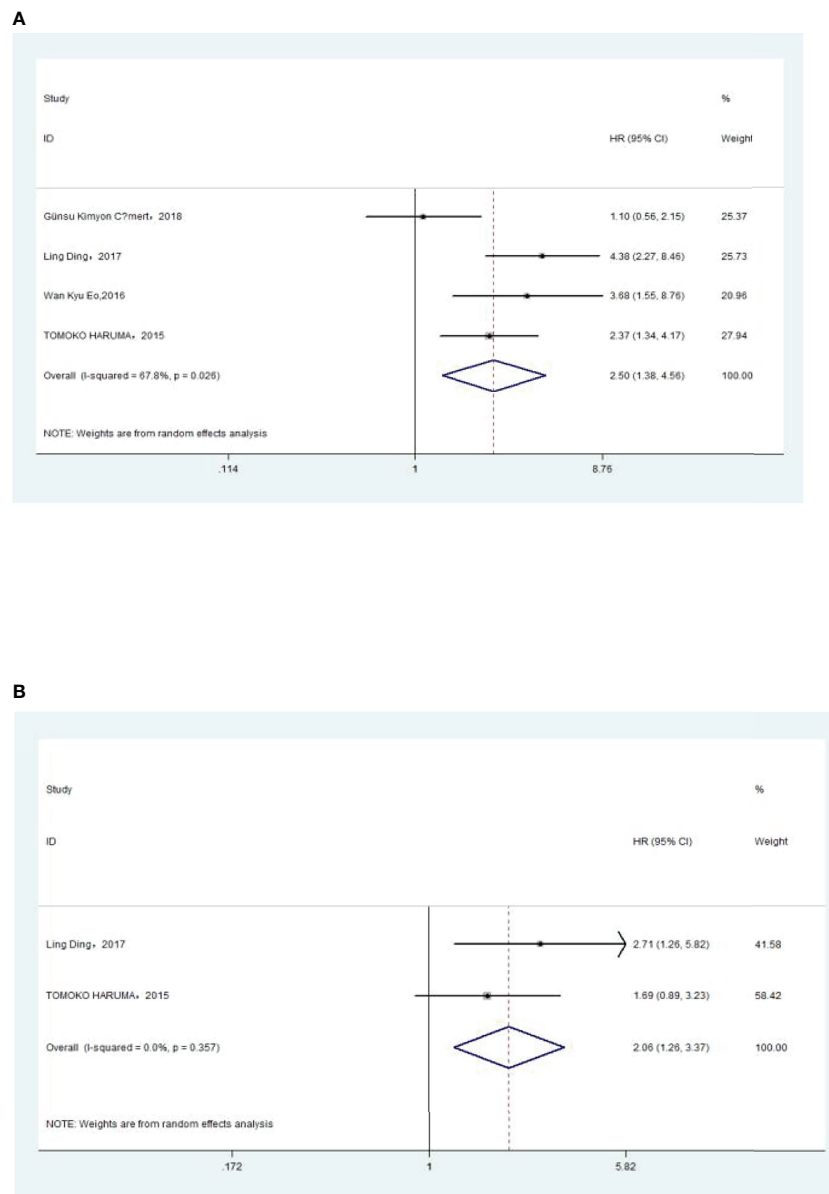 A
Study %
ID HR (95% CI) Weight
Günsu Kimyon C?mert，2018 1.10 (0.56, 2.15) 25.37
Ling Ding，2017 4.38 (2.27, 8.46) 25.73
Wan Kyu Eo,2016 3.68 (1.55, 8.76) 20.96
TOMOKO HARUMA，2015 2.37 (1.34, 4.17) 27.94
Overall (I-squared = 67.8%, p = 0.026) 2.50 (1.38, 4.56) 100.00
NOTE: Weights are from random effects analysis
.114 1 8.76
B
Study %
ID HR (95% CI) Weight
Ling Ding，2017 2.71 (1.26, 5.82) 41.58
TOMOKO HARUMA，2015 1.69 (0.89, 3.23) 58.42
Overall (I-squared = 0.0%, p = 0.357) 2.06 (1.26, 3.37) 100.00
NOTE: Weights are from random effects analysis
.172 1 5.82